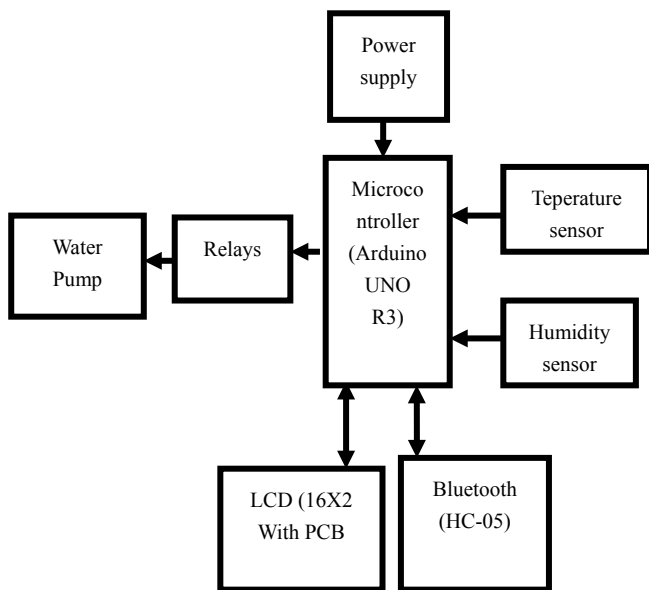 Power
supply
Microco
ntroller
(Arduino
UNO
R3)
Teperature
sensor
Water
Pump
Relays
Humidity
sensor
LCD (16X2
With PCB
Bluetooth
(HC-05)